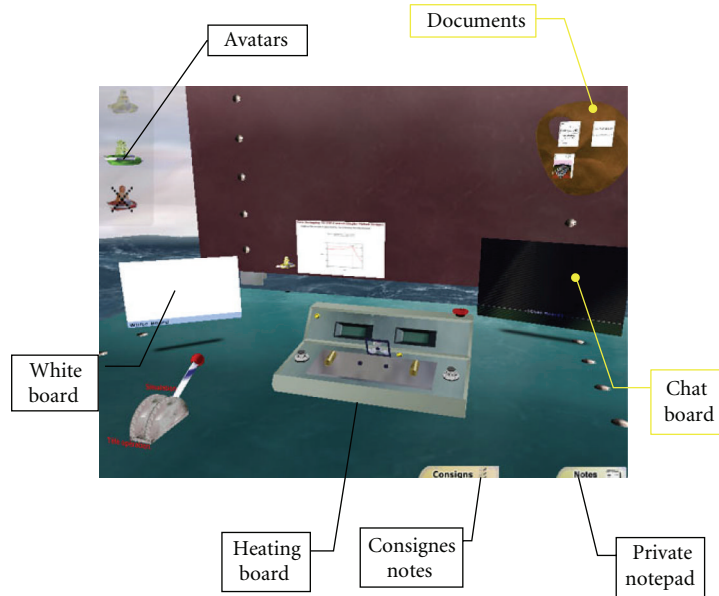 Documents
Avatars
White
board
Chat
board
Consigns
Notes
Heating
board
Consignes
notes
Private
notepad